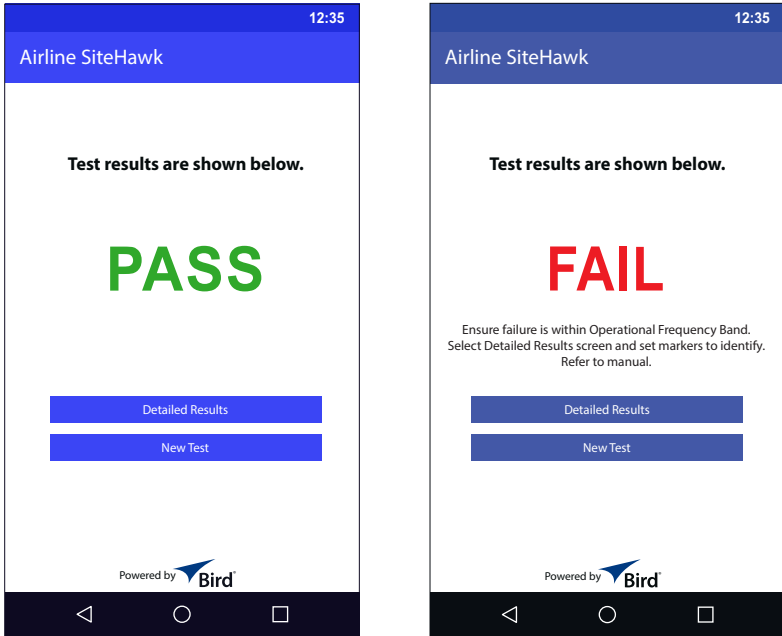 12:35
Airline SiteHawk
Test results are shown below.
PASS
Detailed Results
New Test
Powered by Bird
12:35
Airline SiteHawk
Test results are shown below.
FAIL
Ensure failure is within Operational Frequency Band.
Select Detailed Results screen and set markers to identify.
Refer to manual.
Detailed Results
New Test
Powered by Bird